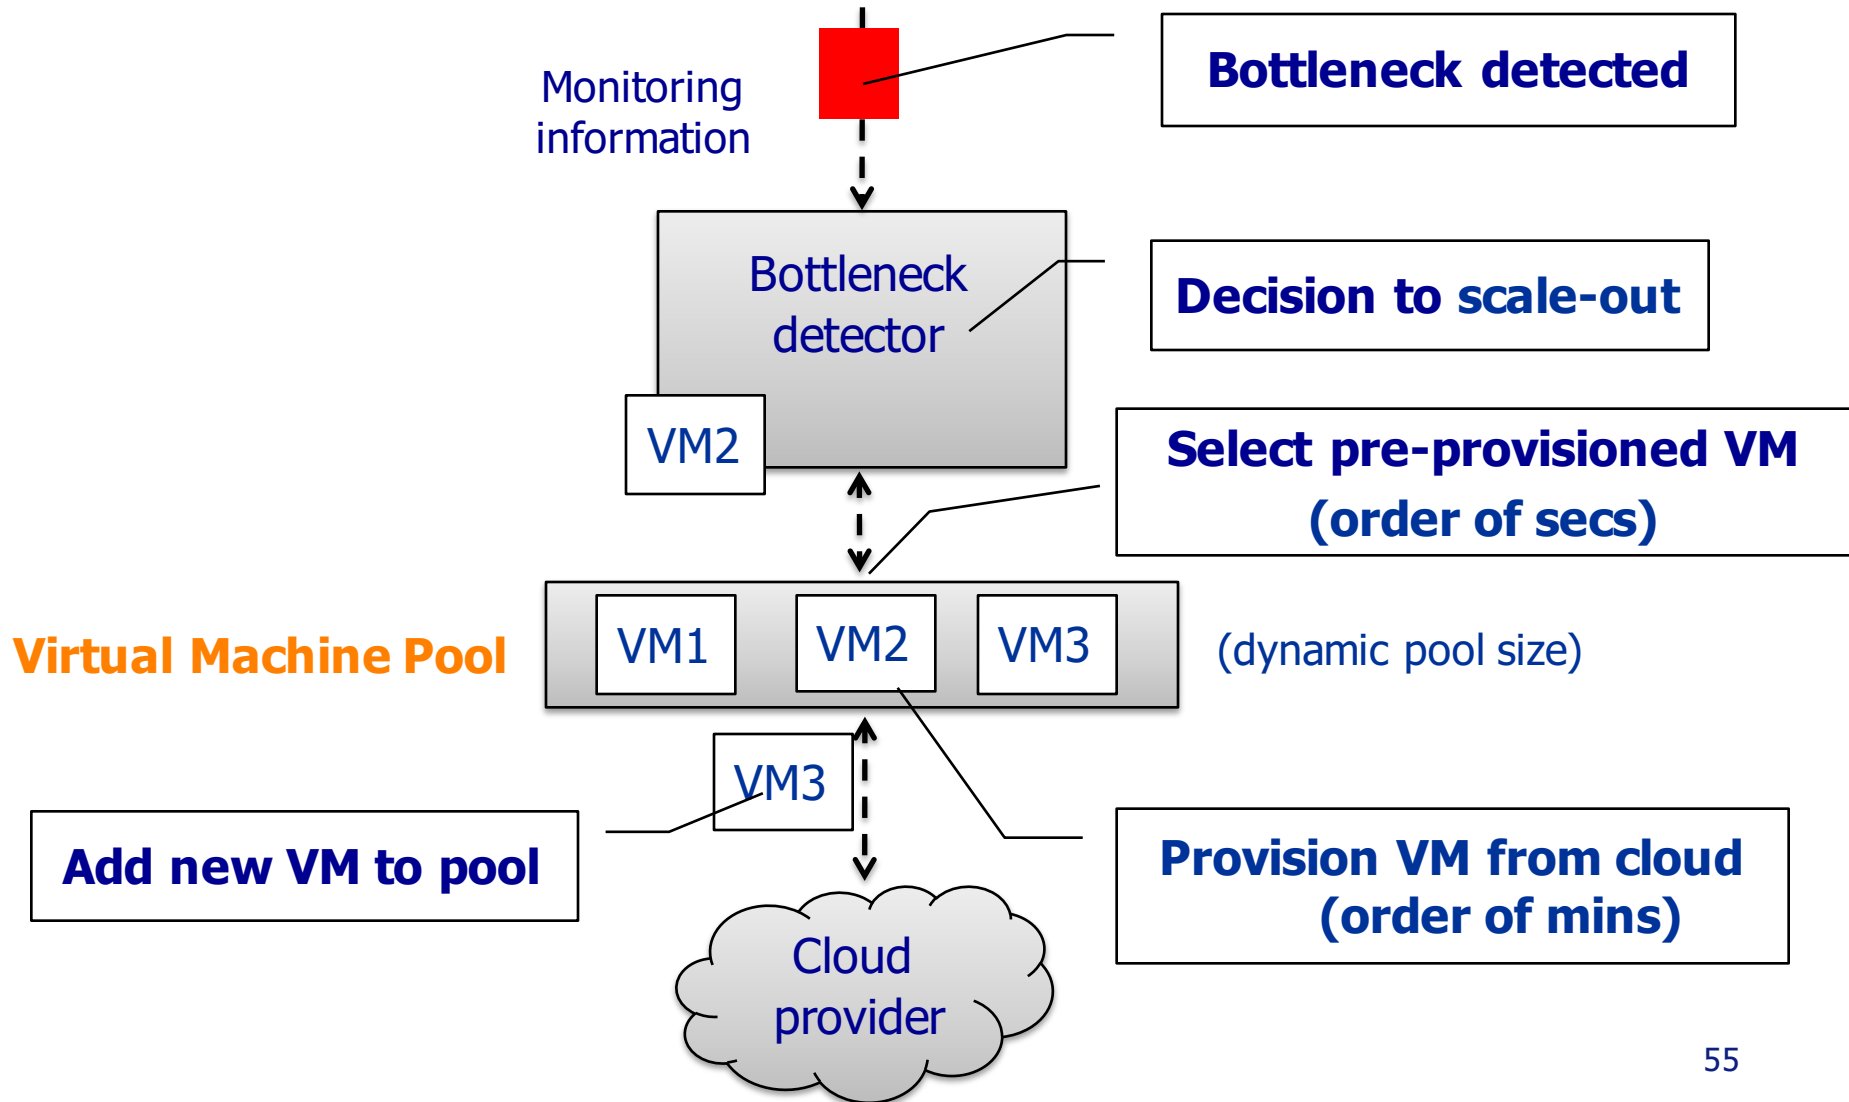 Monitoring
information
Bottleneck detected
Bottleneck
detector
Decision to scale-out
VM2
Select pre-provisioned VM
(order of secs)
Virtual Machine Pool
VM1
VM2
VM3
(dynamic pool size)
VM3
Add new VM to pool
Provision VM from cloud
(order of mins)
Cloud
provider
55